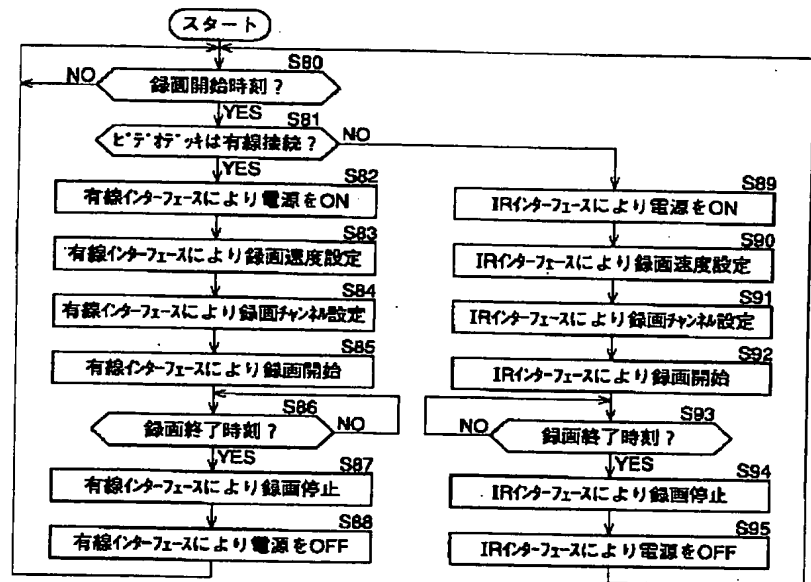 スタート
S80
録画開始時刻？
NO
YES
S81
ビデオデッキは有線接続？
NO
YES
S82
有線インターフェースにより電源をON
S83
有線インターフェースにより録画速度設定
S84
有線インターフェースにより録画チャンネル設定
S85
有線インターフェースにより録画開始
S86
録画終了時刻？
NO
YES
S87
有線インターフェースにより録画停止
S88
有線インターフェースにより電源をOFF
S89
IRインターフェースにより電源をON
S90
IRインターフェースにより録画速度設定
S91
IRインターフェースにより録画チャンネル設定
S92
IRインターフェースにより録画開始
S93
録画終了時刻？
NO
YES
S94
IRインターフェースにより録画停止
S95
IRインターフェースにより電源をOFF